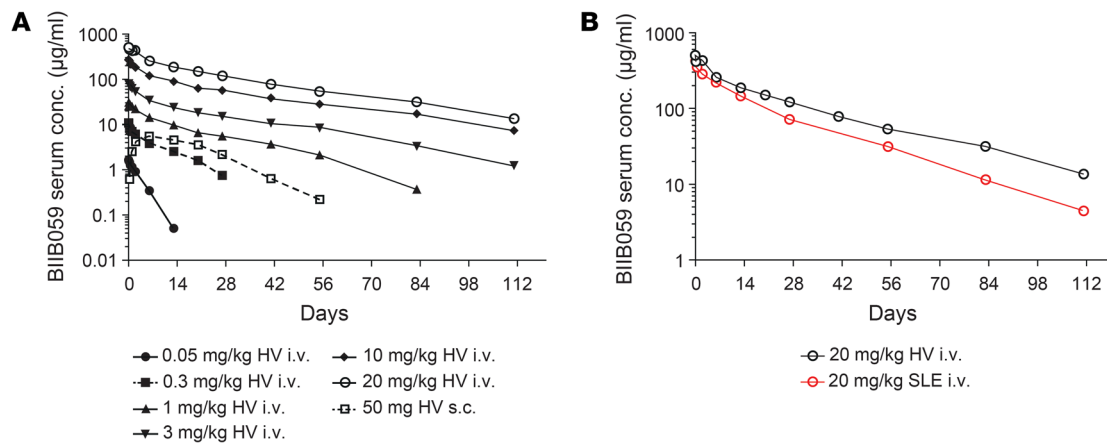 A
BIIB059 serum conc. (µg/ml)
1000
100
10
1
0.1
0.01
0 14 28 42 56 70 84 98 112
Days
0.05 mg/kg HV i.v.
0.3 mg/kg HV i.v.
1 mg/kg HV i.v.
3 mg/kg HV i.v.
10 mg/kg HV i.v.
20 mg/kg HV i.v.
50 mg HV s.c.
B
BIIB059 serum conc. (µg/ml)
1000
100
10
1
0 14 28 42 56 70 84 98 112
Days
20 mg/kg HV i.v.
20 mg/kg SLE i.v.